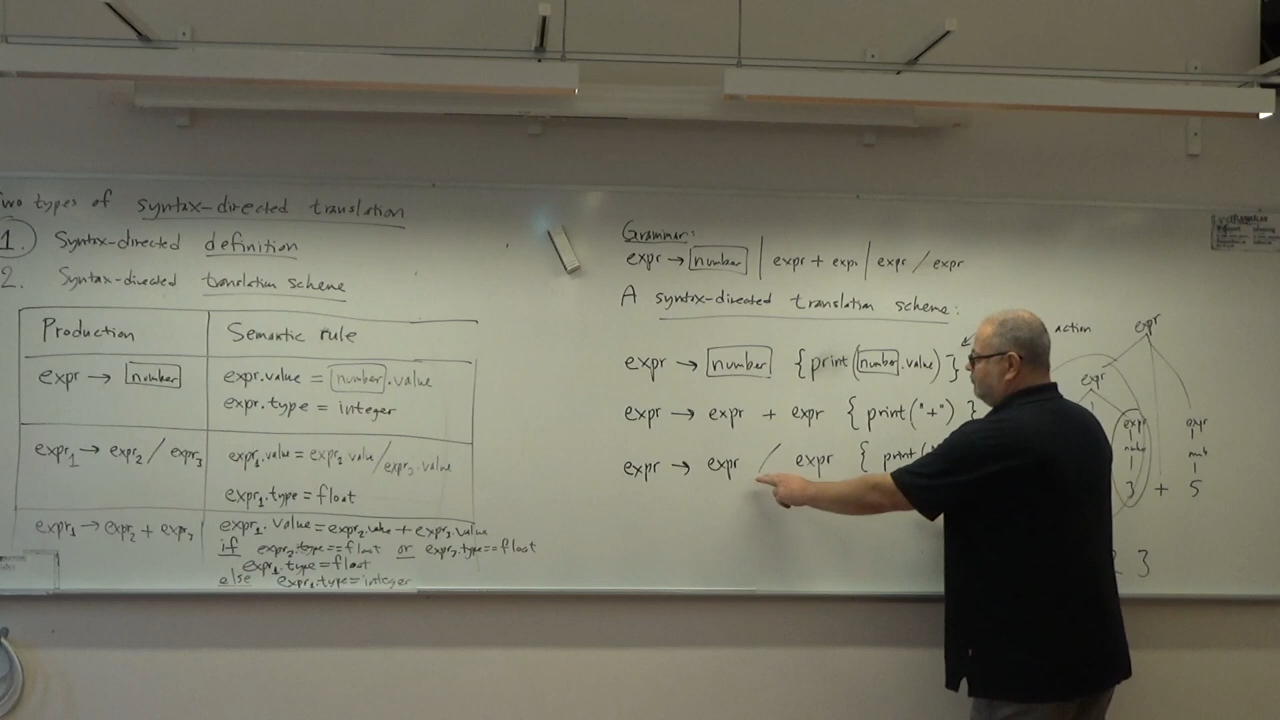 two types of syntax-directed translation
1. Syntax-directed definition
2. Syntax-directed translation scheme
Production Semantic rule
expr → number expr.value = number.value
expr.type = integer
expr₁ → expr₂ / expr₃ expr₁.value = expr₂.value / expr₃.value
expr₁.type = float
expr₁ → expr₂ + expr₃ expr₁.value = expr₂.value + expr₃.value
if expr₂.type == float or expr₃.type == float
expr₁.type = float
else expr₁.type = integer
Grammar:
expr → number | expr + expr | expr / expr
A syntax-directed translation scheme:
action
expr → number {print(number.value)}
expr → expr + expr {print("+")}
expr → expr / expr { print("
expr
expr
expr expr
3 + 5
3